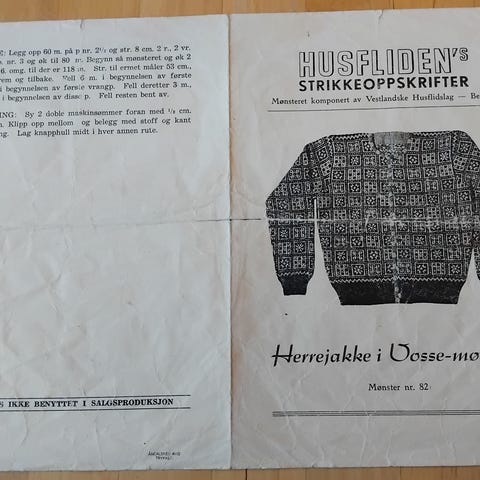 E: Legg opp 60 m. på p nr. 2½ og str. 8 cm. 2 r., 2 vr.
p. nr. 3 og øk til 80 m. Begynn så mønsteret og øk 2
6. omg. til der er 118 m. Str. til ermet måler 53 cm.,
rem og tilbake. Fell 6 m. i begynnelsen av første
i begynnelsen av første vrangp. Fell deretter 3 m.,
i begynnelsen av disse p. Fell resten bent av.
ING: Sy 2 doble maskinsømmer foran med ½ cm.
m. Klipp opp mellom og belegg med stoff og kant
ng. Lag knapphull midt i hver annen rute.
S IKKE BENYTTET I SALGSPRODUKSJON
HUSFLIDEN's
STRIKKEOPPSKRIFTER
Mønsteret komponert av Vestlandske Husflidslag — Be
Herrejakke i Vosse-mø
Mønster nr. 82